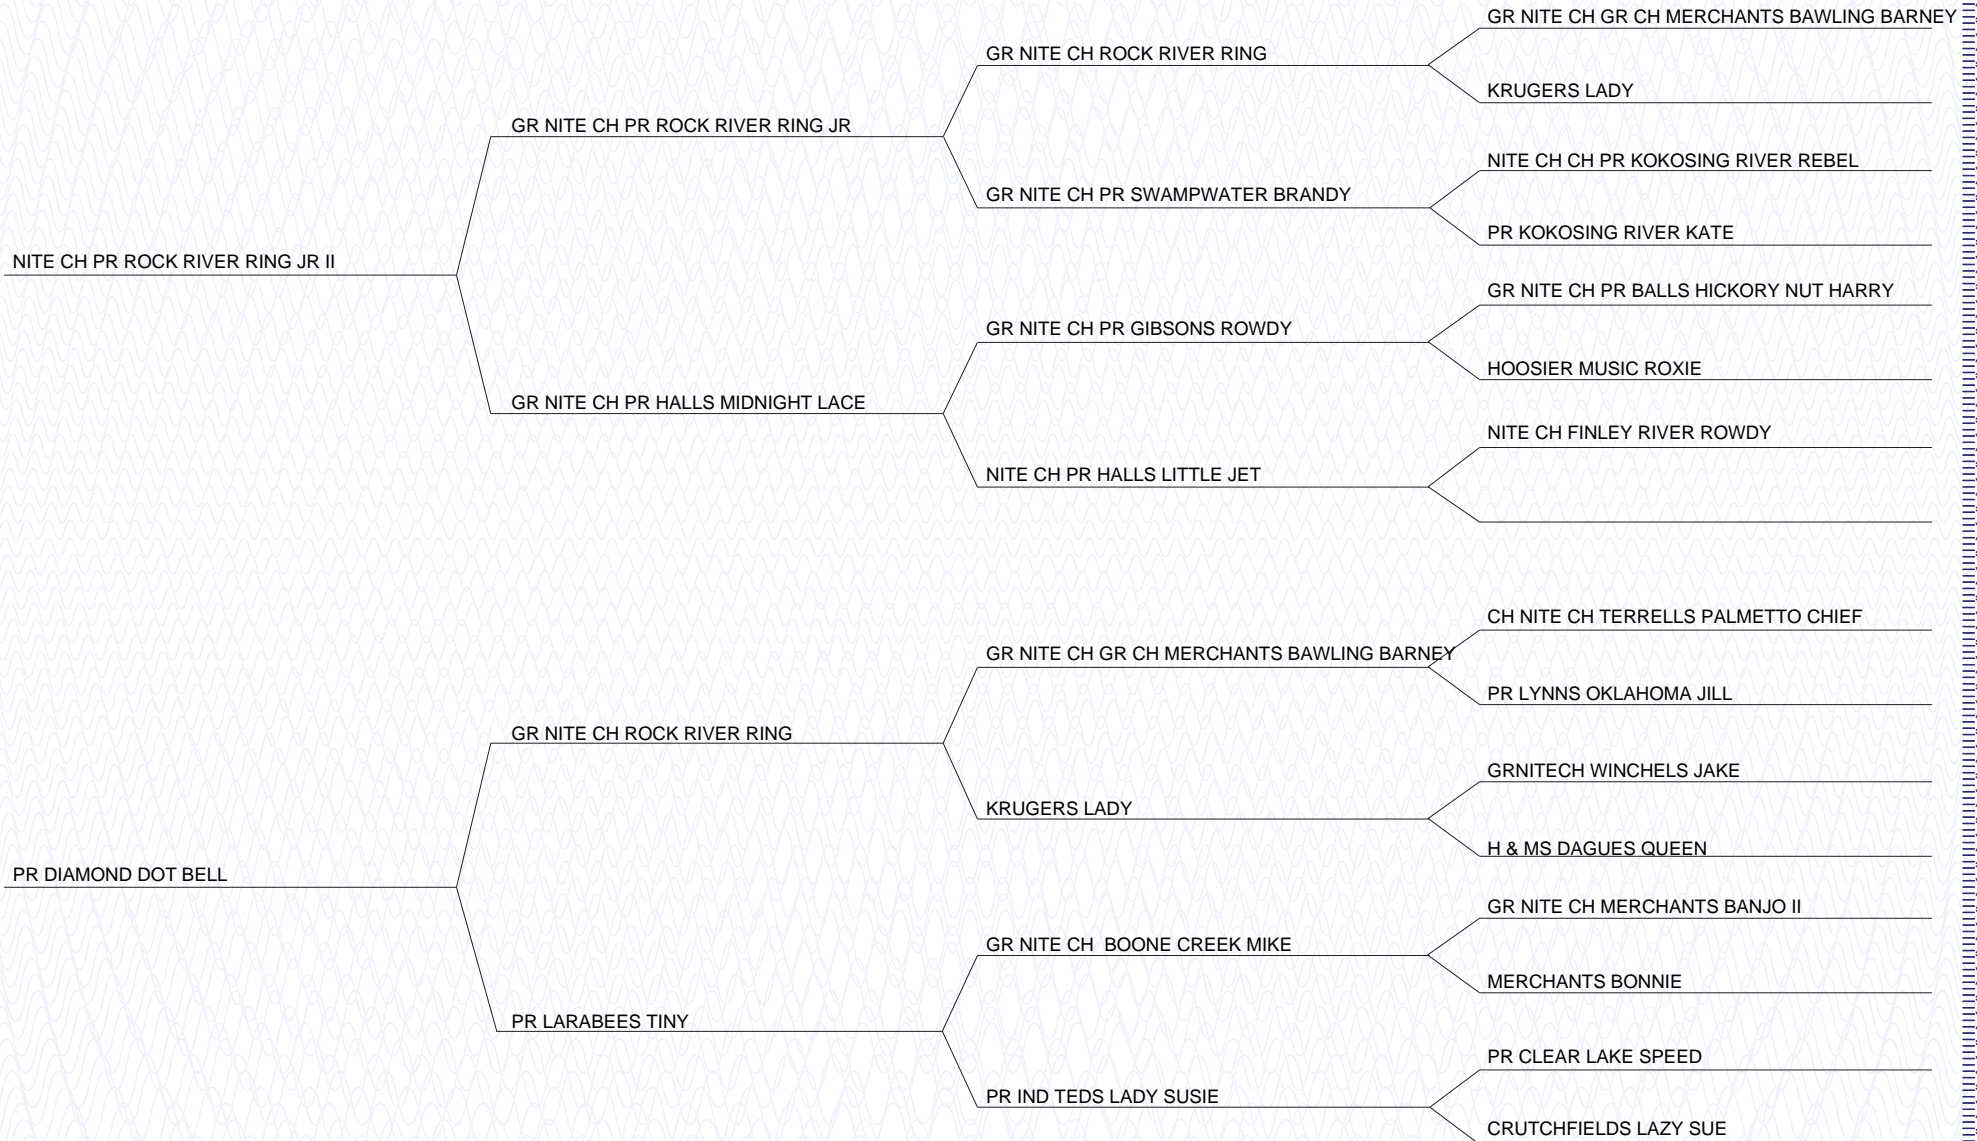 GR NITE CH GR CH MERCHANTS BAWLING BARNEY
GR NITE CH ROCK RIVER RING
KRUGERS LADY
GR NITE CH PR ROCK RIVER RING JR
NITE CH CH PR KOKOSING RIVER REBEL
GR NITE CH PR SWAMPWATER BRANDY
PR KOKOSING RIVER KATE
NITE CH PR ROCK RIVER RING JR II
GR NITE CH PR BALLS HICKORY NUT HARRY
GR NITE CH PR GIBSONS ROWDY
HOOSIER MUSIC ROXIE
GR NITE CH PR HALLS MIDNIGHT LACE
NITE CH FINLEY RIVER ROWDY
NITE CH PR HALLS LITTLE JET
CH NITE CH TERRELLS PALMETTO CHIEF
GR NITE CH GR CH MERCHANTS BAWLING BARNEY
PR LYNNS OKLAHOMA JILL
GR NITE CH ROCK RIVER RING
GRNITECH WINCHELS JAKE
KRUGERS LADY
H & MS DAGUES QUEEN
PR DIAMOND DOT BELL
GR NITE CH MERCHANTS BANJO II
GR NITE CH  BOONE CREEK MIKE
MERCHANTS BONNIE
PR LARABEES TINY
PR CLEAR LAKE SPEED
PR IND TEDS LADY SUSIE
CRUTCHFIELDS LAZY SUE